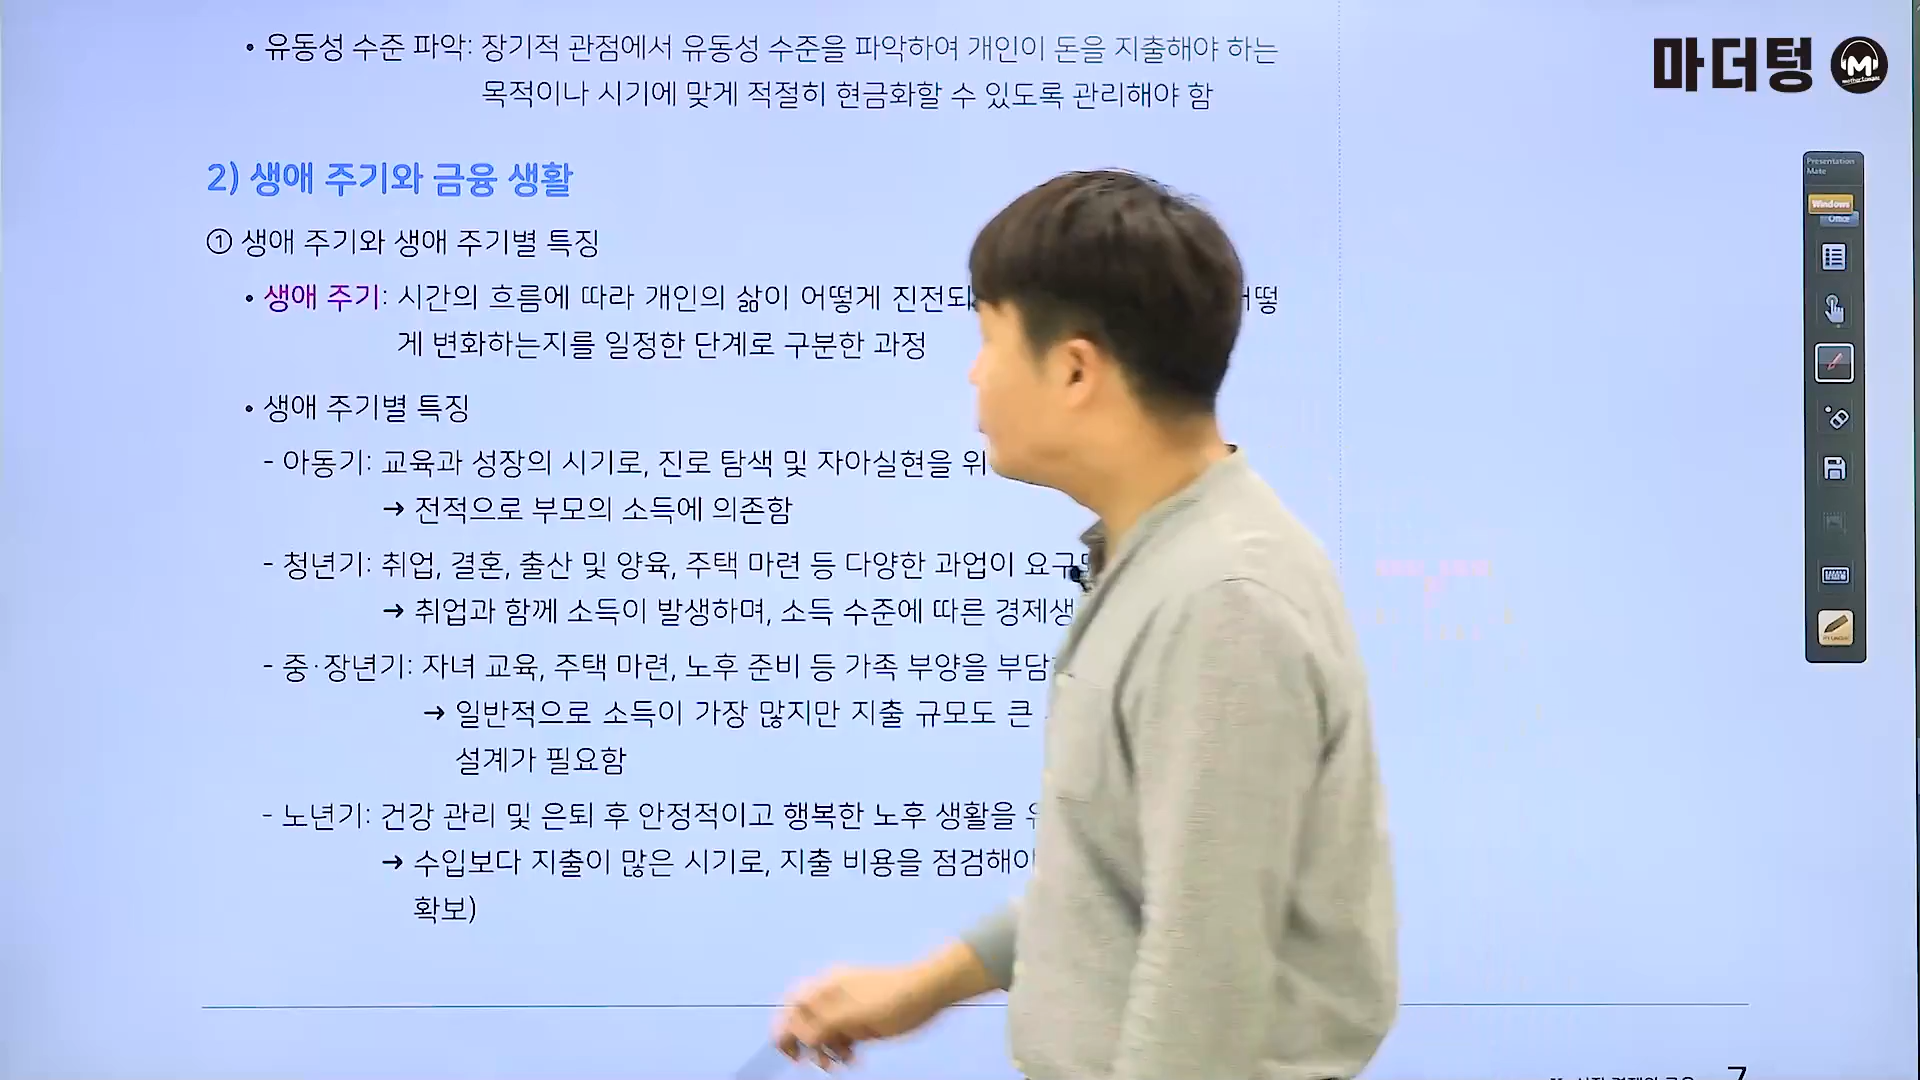 • 유동성 수준 파악: 장기적 관점에서 유동성 수준을 파악하여 개인이 돈을 지출해야 하는
목적이나 시기에 맞게 적절히 현금화할 수 있도록 관리해야 함
마더텅
M
2) 생애 주기와 금융 생활
① 생애 주기와 생애 주기별 특징
• 생애 주기: 시간의 흐름에 따라 개인의 삶이 어떻게
게 변화하는지를 일정한 단계로 구분한 과정
• 생애 주기별 특징
- 아동기: 교육과 성장의 시기로, 진로 탐색 및 자아실현을
→ 전적으로 부모의 소득에 의존함
- 청년기: 취업, 결혼, 출산 및 양육, 주택 마련 등 다양한 과업이
→ 취업과 함께 소득이 발생하며, 소득 수준에 따른
- 중·장년기: 자녀 교육, 주택 마련, 노후 준비 등 가족 부양을
→ 일반적으로 소득이 가장 많지만 지출 규모도 큰
설계가 필요함
- 노년기: 건강 관리 및 은퇴 후 안정적이고 행복한 노후 생활을
→ 수입보다 지출이 많은 시기로, 지출 비용을
확보)
Presentation
Mate
Windows
Office
7